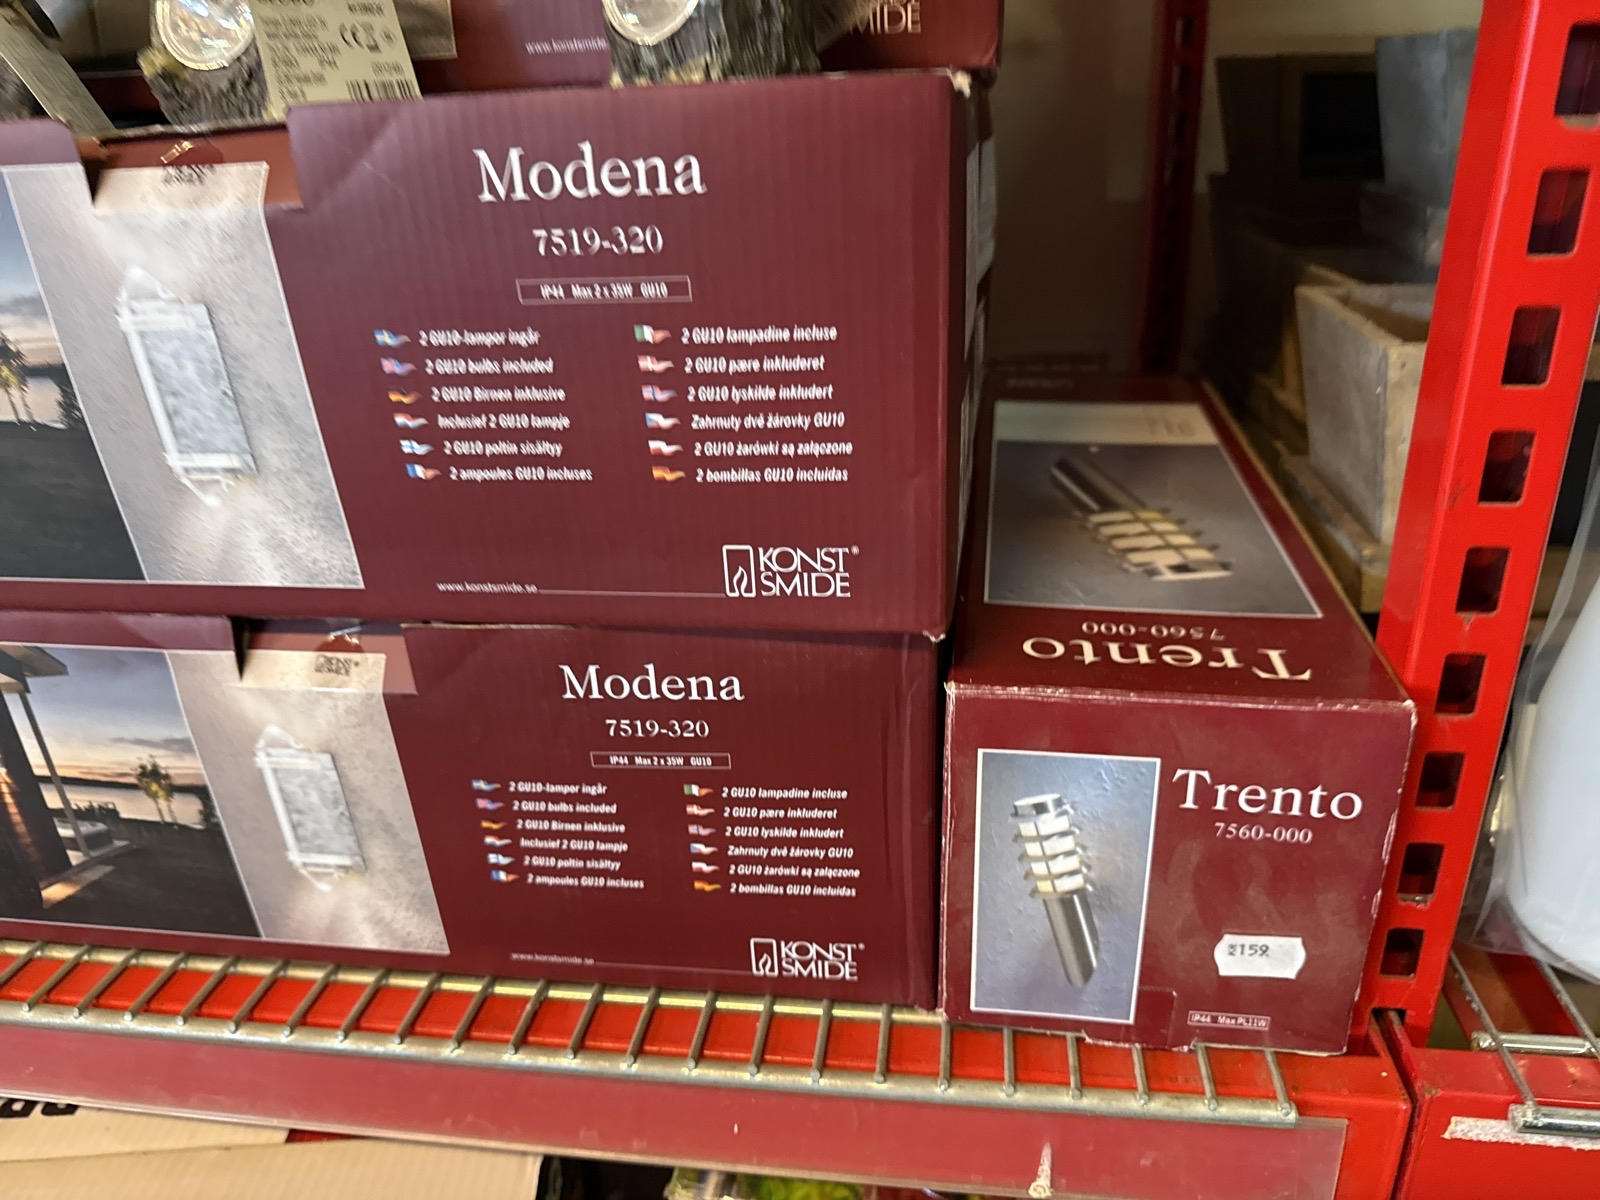 www.konstsmide
SMIDE
Modena
7519-320
IP44 Max 2 x 35W GU10
2 GU10-lampor ingår
2 GU10 bulbs included
2 GU10 Birnen inklusive
Inclusief 2 GU10 lampje
2 GU10 polttin sisältyy
2 ampoules GU10 incluses
2 GU10 lampadine incluse
2 GU10 pære inkluderet
2 GU10 lyskilde inkludert
Zahrnuty dvě žárovky GU10
2 GU10 żarówki są załączone
2 bombillas GU10 incluidas
www.konstsmide.se
KONST®
SMIDE
Modena
7519-320
IP44 Max 2 x 35W GU10
2 GU10-lampor ingår
2 GU10 bulbs included
2 GU10 Birnen inklusive
Inclusief 2 GU10 lampje
2 GU10 poltin sisältyy
2 ampoules GU10 incluses
2 GU10 lampadine incluse
2 GU10 pære inkluderet
2 GU10 lyskilde inkludert
Zahrnuty dvě žárovky GU10
2 GU10 żarówki są załączone
2 bombillas GU10 incluidas
www.konstsmide.se
KONST®
SMIDE
Trento
7560-000
Trento
7560-000
159
IP44 Max PL11W